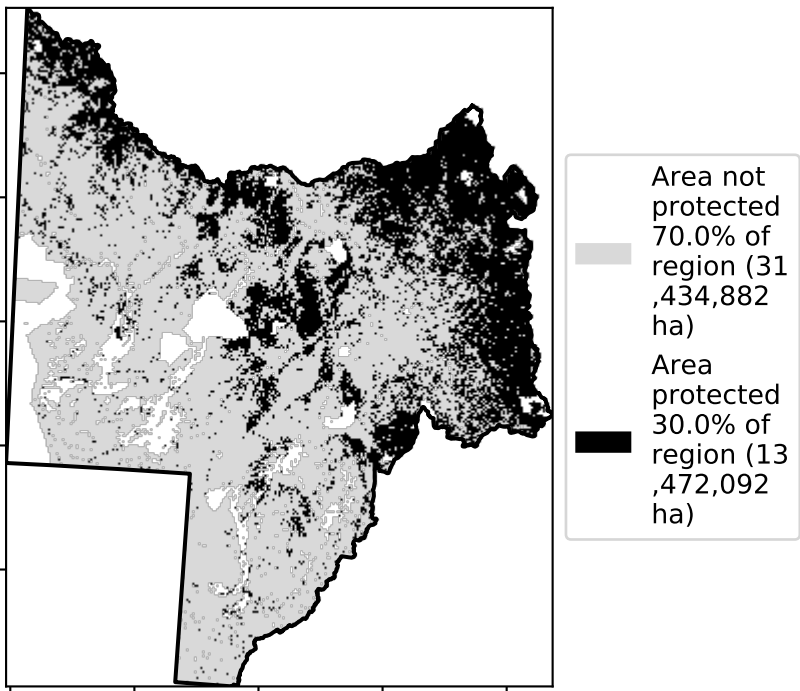 Area not
protected
70.0% of
region (31
,434,882
ha)
Area
protected
30.0% of
region (13
,472,092
ha)